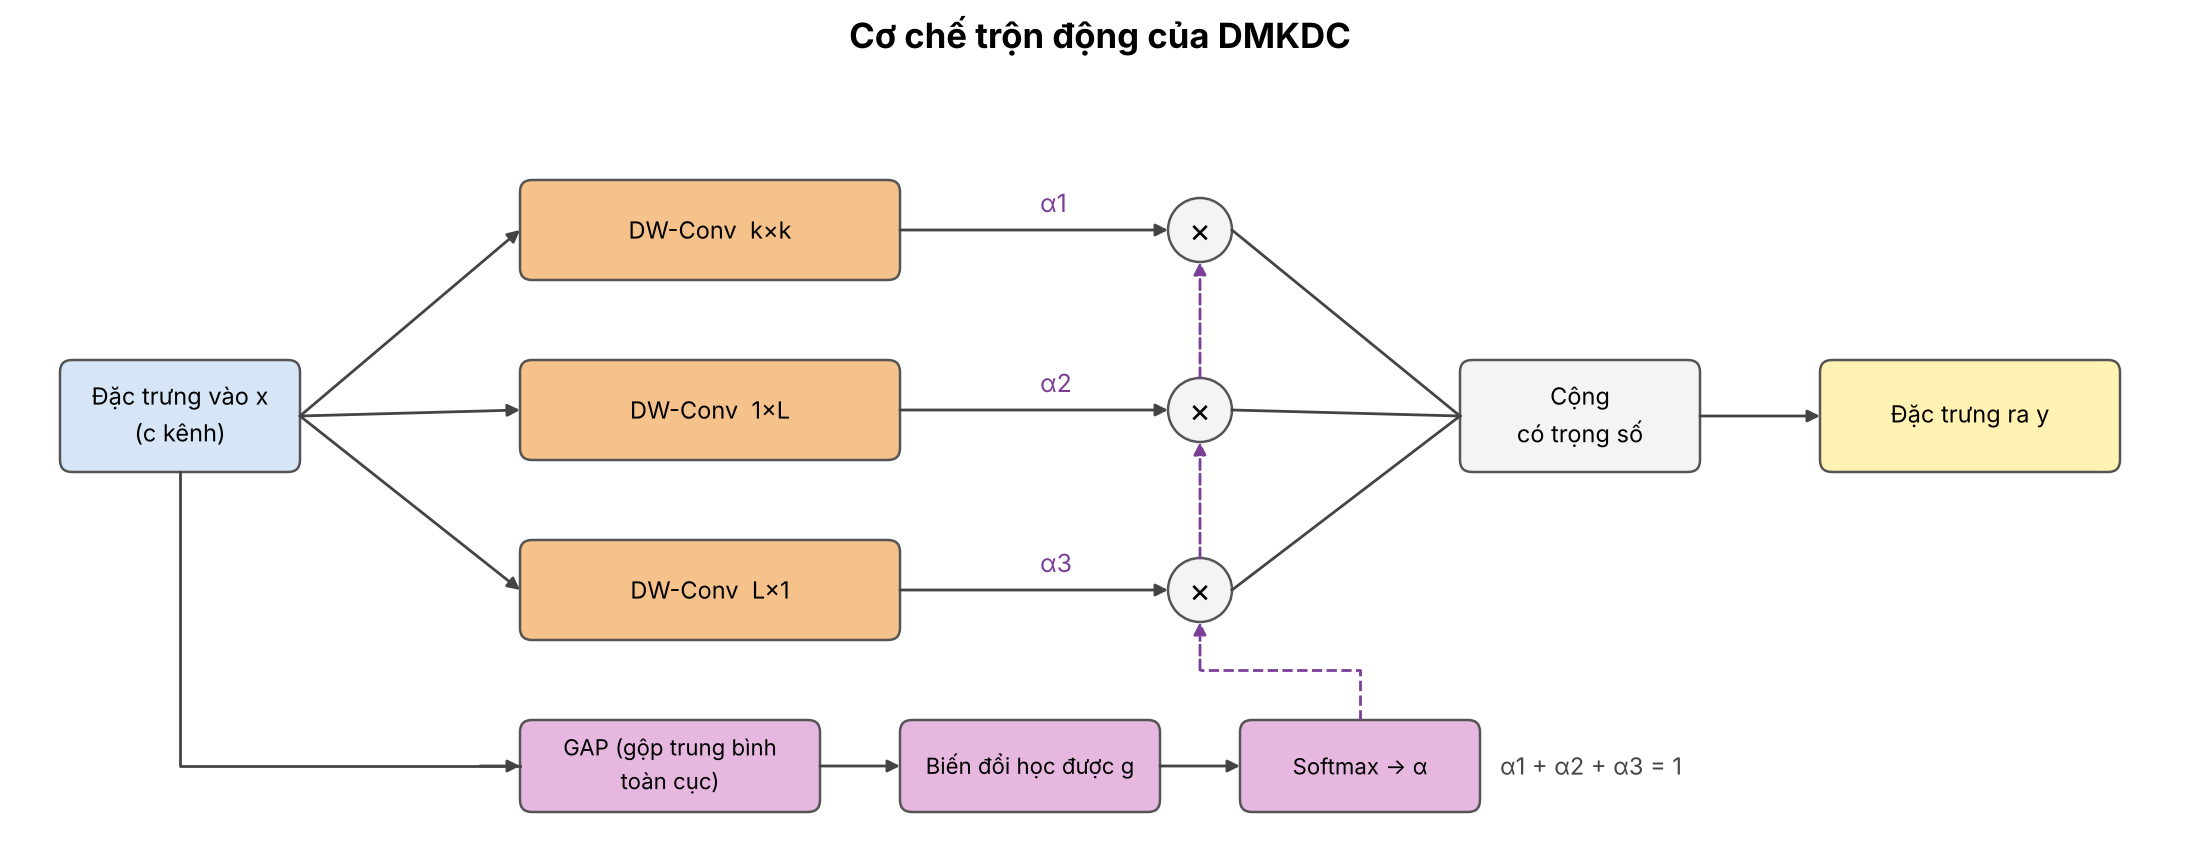 Cơ chế trộn động của DMKDC
DW-Conv k×k
α1
×
Đặc trưng vào x
(c kênh)
DW-Conv 1×L
α2
×
Cộng
có trọng số
Đặc trưng ra y
DW-Conv L×1
α3
×
GAP (gộp trung bình
toàn cục)
Biến đổi học được g
Softmax → α
α1 + α2 + α3 = 1